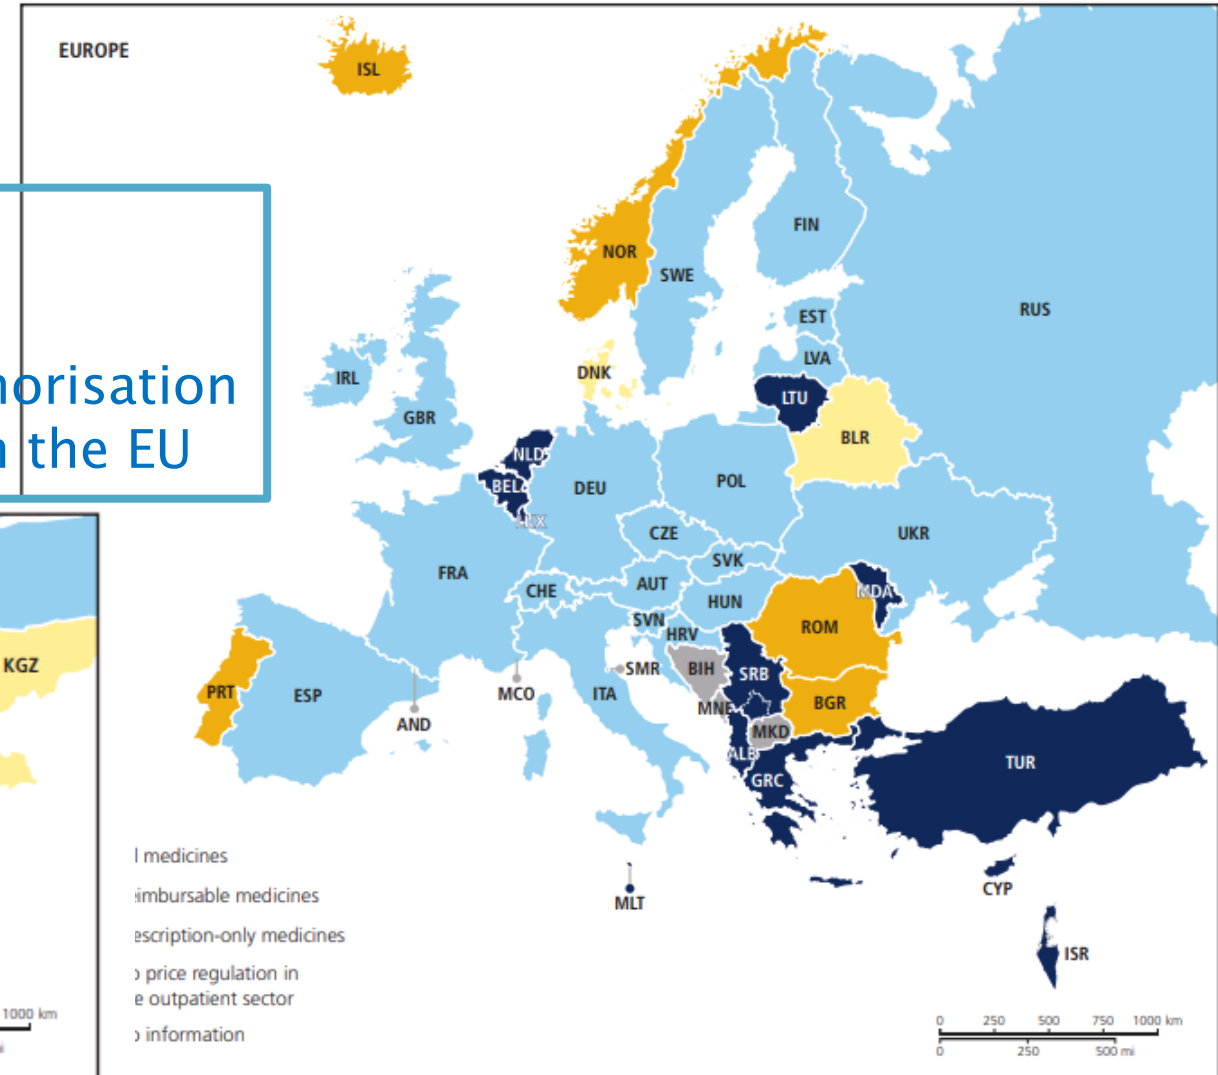 EUROPE
ISL
NOR
FIN
SWE
RUS
EST
LVA
IRL
DNK
LTU
GBR
BLR
norisation
the EU
NLD
BEL
DEU
POL
LUX
CZE
UKR
SVK
FRA
CHE
AUT
HUN
MDA
SVN
HRV
ROM
KGZ
SMR
BIH
SRB
PRT
ESP
MCO
ITA
MNE
BGR
AND
MKD
ALB
TUR
GRC
l medicines
eimbursable medicines
CYP
MLT
escription-only medicines
o price regulation in
e outpatient sector
ISR
1000 km
0 250 500 750 1000 km
o information
0 250 500 mi